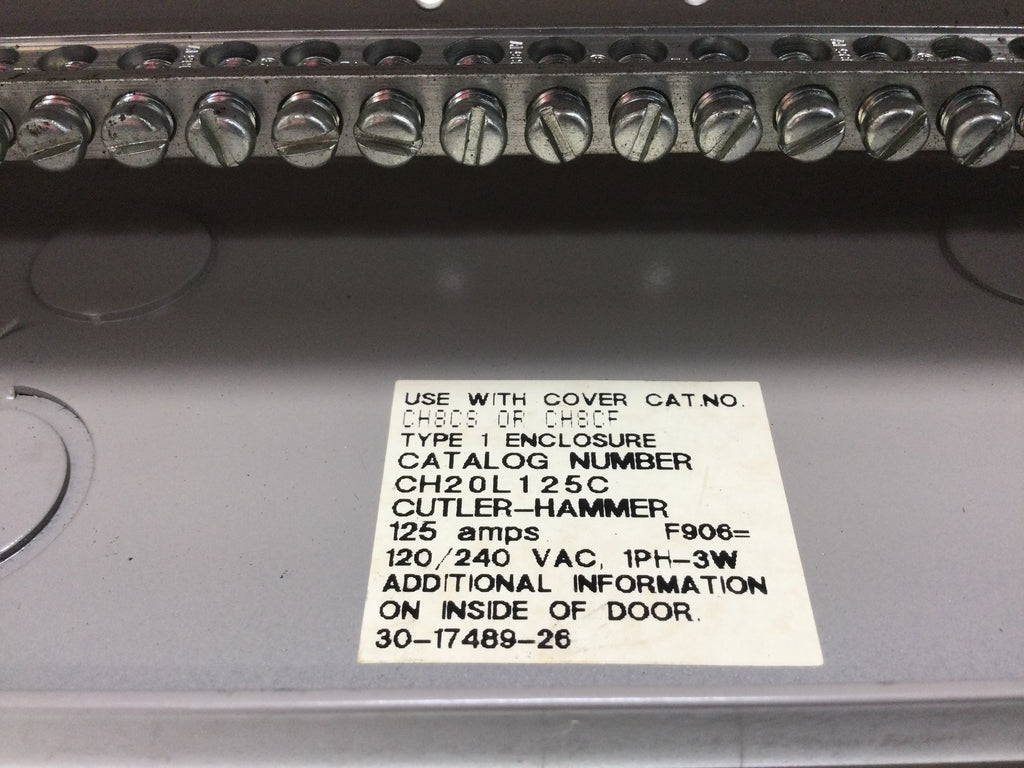 USE WITH COVER CAT.NO.
CH8CS OR CH8CF
TYPE 1 ENCLOSURE
CATALOG NUMBER
CH20L125C
CUTLER-HAMMER
125 amps F906=
120/240 VAC, 1PH-3W
ADDITIONAL INFORMATION
ON INSIDE OF DOOR.
30-17489-26